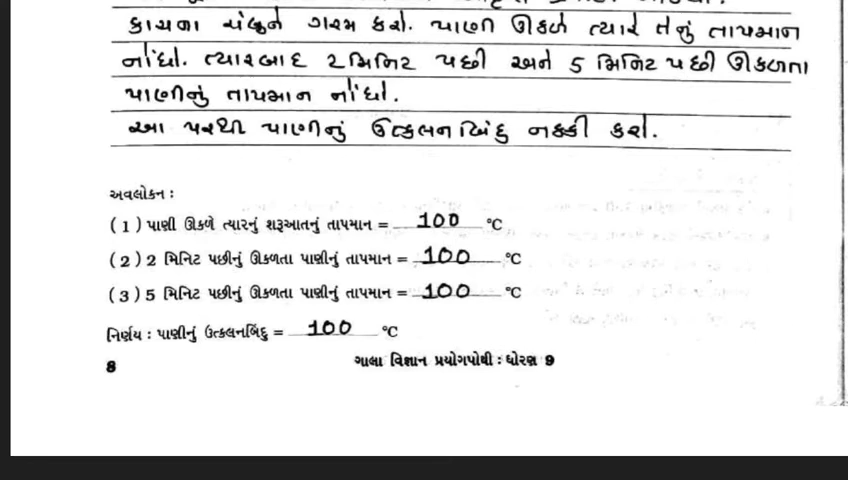 કાચના ચંબુને ગરમ કરો. પાણી ઊકળે ત્યારે તેનું તાપમાન
નોંધો. ત્યારબાદ 2 મિનિટ પછી અને 5 મિનિટ પછી ઊકળતા
પાણીનું તાપમાન નોંધો.
આ પરથી પાણીનું ઉત્કલનબિંદુ નક્કી કરો.
અવલોકન :
( 1 ) પાણી ઊકળે ત્યારનું શરૂઆતનું તાપમાન = 100 °C
( 2 ) 2 મિનિટ પછીનું ઊકળતા પાણીનું તાપમાન = 100 °C
( 3 ) 5 મિનિટ પછીનું ઊકળતા પાણીનું તાપમાન = 100 °C
નિર્ણય : પાણીનું ઉત્કલનબિંદુ = 100 °C
8 ગાલા વિજ્ઞાન પ્રયોગપોથી : ધોરણ 9